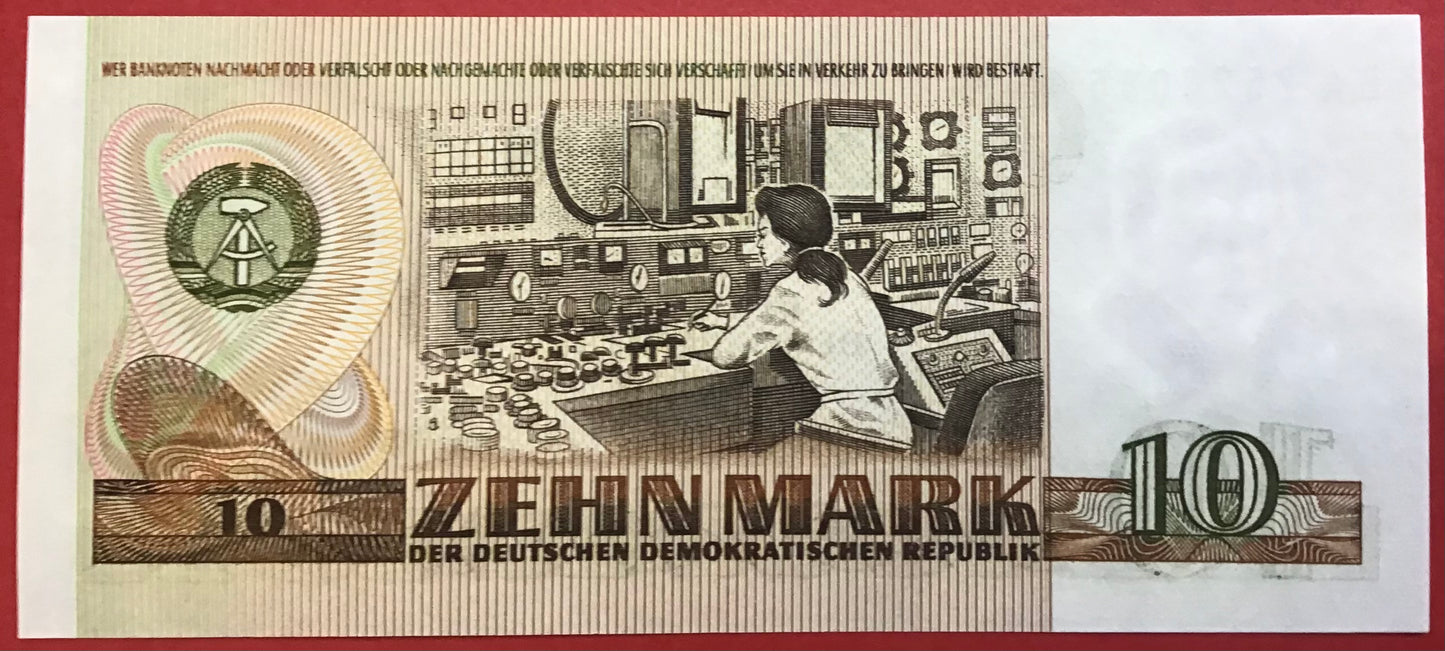 WER BANKNOTEN NACHMACHT ODER VERFÄLSCHT ODER NACHGEMACHTE ODER VERFÄLSCHTE SICH VERSCHAFFT / UM SIE IN VERKEHR ZU BRINGEN / WIRD BESTRAFT.
10
ZEHN MARK
10
DER DEUTSCHEN DEMOKRATISCHEN REPUBLIK